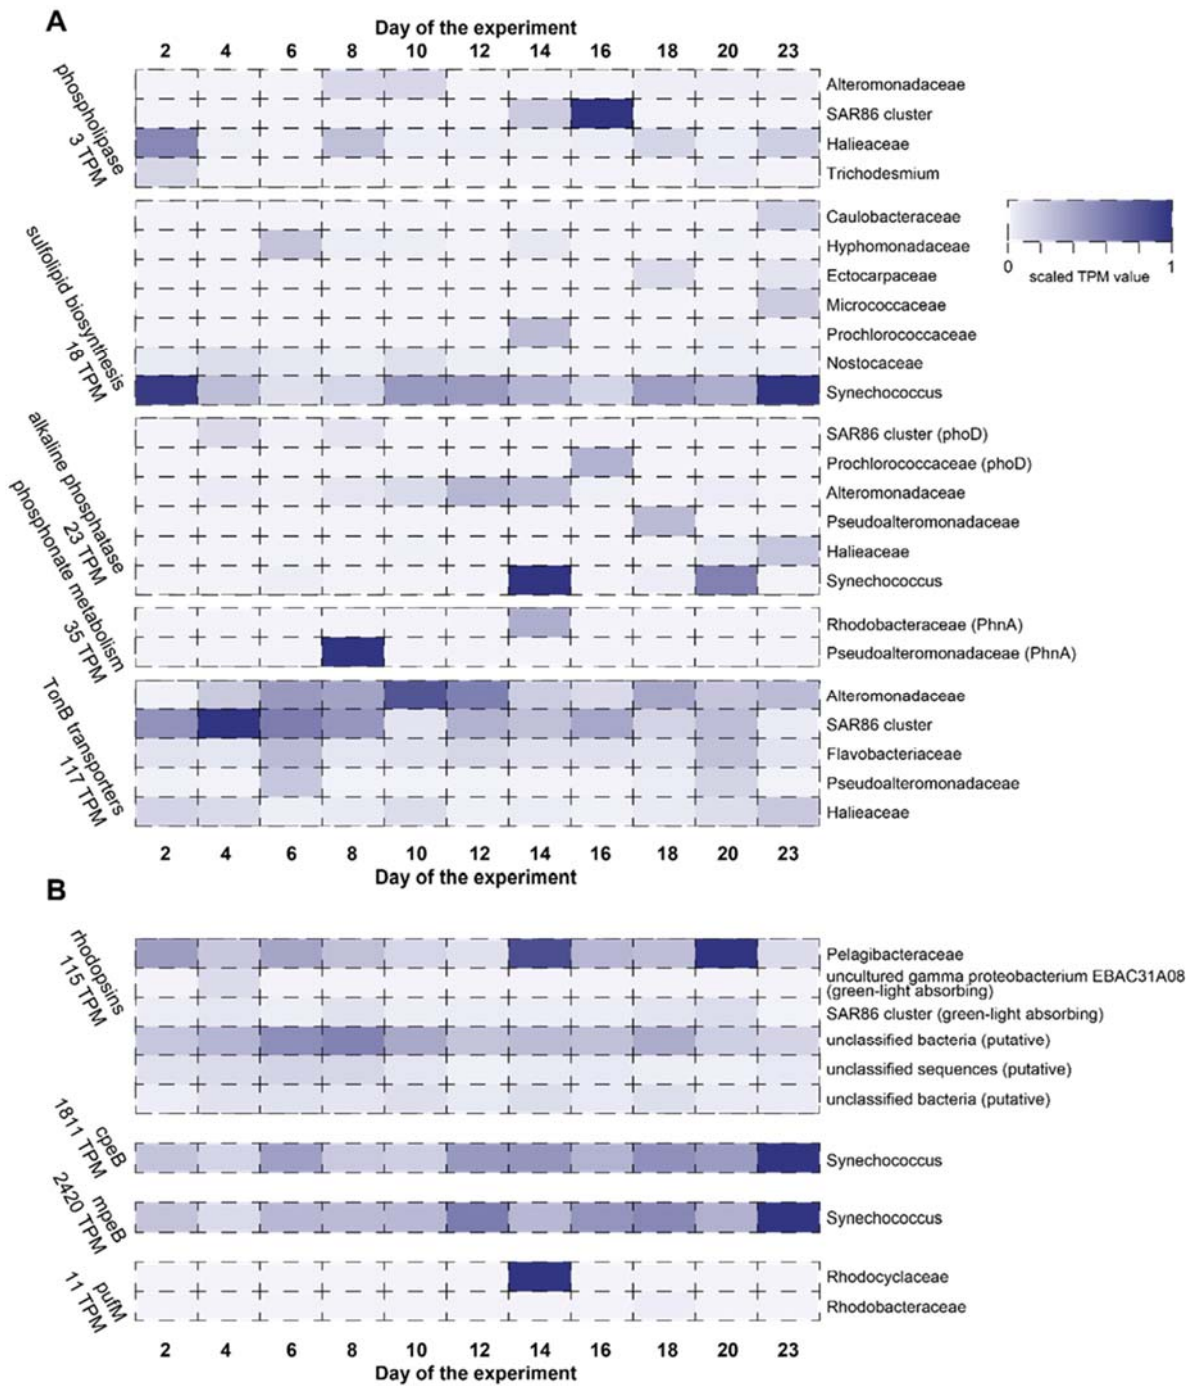 A
Day of the experiment
2 4 6 8 10 12 14 16 18 20 23
phospholipase
3 TPM
Alteromonadaceae
SAR86 cluster
Halieaceae
Trichodesmium
sulfolipid biosynthesis
18 TPM
Caulobacteraceae
Hyphomonadaceae
Ectocarpaceae
Micrococcaceae
Prochlorococcaceae
Nostocaceae
Synechococcus
0 1
scaled TPM value
alkaline phosphatase
23 TPM
SAR86 cluster (phoD)
Prochlorococcaceae (phoD)
Alteromonadaceae
Pseudoalteromonadaceae
Halieaceae
Synechococcus
phosphonate metabolism
35 TPM
Rhodobacteraceae (PhnA)
Pseudoalteromonadaceae (PhnA)
TonB transporters
117 TPM
Alteromonadaceae
SAR86 cluster
Flavobacteriaceae
Pseudoalteromonadaceae
Halieaceae
2 4 6 8 10 12 14 16 18 20 23
Day of the experiment
B
rhodopsins
115 TPM
Pelagibacteraceae
uncultured gamma proteobacterium EBAC31A08
(green-light absorbing)
SAR86 cluster (green-light absorbing)
unclassified bacteria (putative)
unclassified sequences (putative)
unclassified bacteria (putative)
cpeB
1811 TPM
Synechococcus
mpeB
2420 TPM
Synechococcus
pufM
11 TPM
Rhodocyclaceae
Rhodobacteraceae
2 4 6 8 10 12 14 16 18 20 23
Day of the experiment